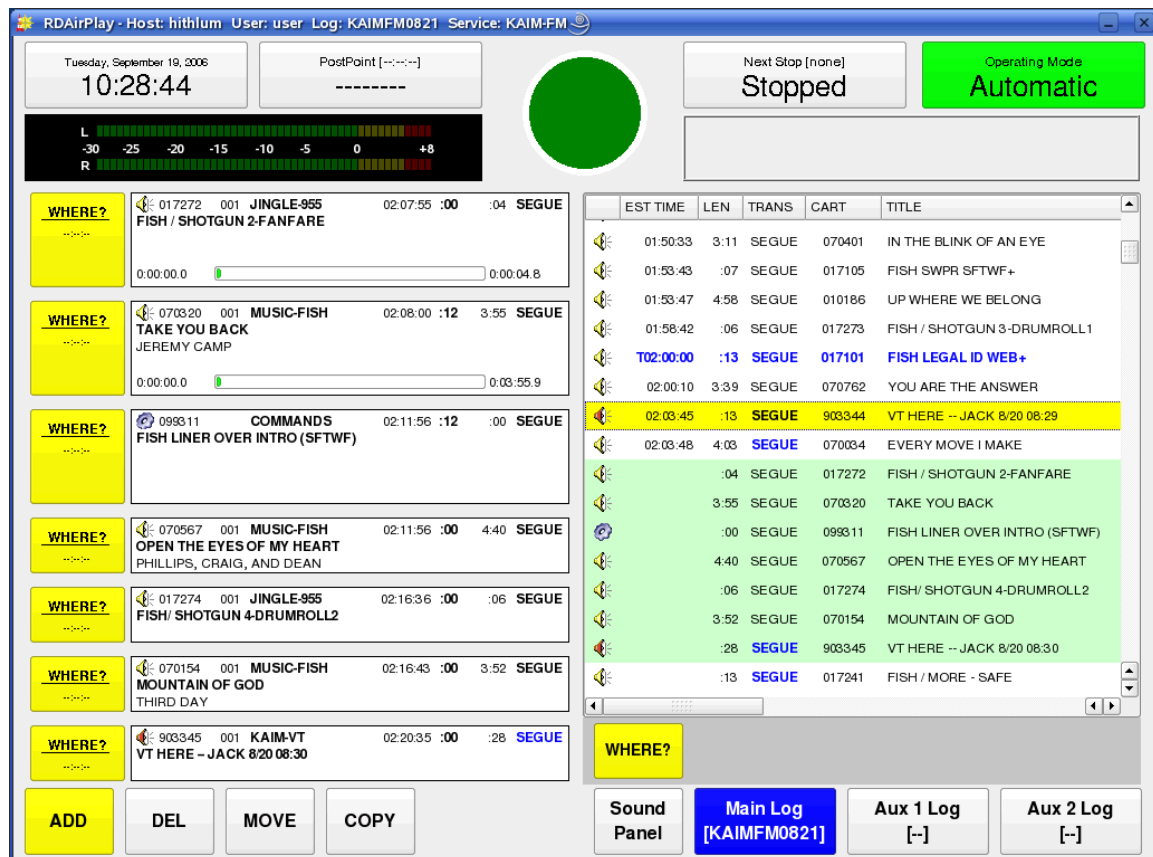 RDAirPlay - Host: hithlum User: user Log: KAIMFM0821 Service: KAIM-FM
Tuesday, September 19, 2006
10:28:44
PostPoint [--:--:--]
--------
Next Stop [none]
Stopped
Operating Mode
Automatic
L
-30 -25 -20 -15 -10 -5 0 +8
R
WHERE?
--:--:--
017272 001 JINGLE-955 02:07:55 :00 :04 SEGUE
FISH / SHOTGUN 2-FANFARE
0:00:00.0 0:00:04.8
WHERE?
--:--:--
070320 001 MUSIC-FISH 02:08:00 :12 3:55 SEGUE
TAKE YOU BACK
JEREMY CAMP
0:00:00.0 0:03:55.9
WHERE?
--:--:--
099311 COMMANDS 02:11:56 :12 :00 SEGUE
FISH LINER OVER INTRO (SFTWF)
WHERE?
--:--:--
070567 001 MUSIC-FISH 02:11:56 :00 4:40 SEGUE
OPEN THE EYES OF MY HEART
PHILLIPS, CRAIG, AND DEAN
WHERE?
--:--:--
017274 001 JINGLE-955 02:16:36 :00 :06 SEGUE
FISH/ SHOTGUN 4-DRUMROLL2
WHERE?
--:--:--
070154 001 MUSIC-FISH 02:16:43 :00 3:52 SEGUE
MOUNTAIN OF GOD
THIRD DAY
WHERE?
--:--:--
903345 001 KAIM-VT 02:20:35 :00 :28 SEGUE
VT HERE -- JACK 8/20 08:30
EST TIME LEN TRANS CART TITLE
01:50:33 3:11 SEGUE 070401 IN THE BLINK OF AN EYE
01:53:43 :07 SEGUE 017105 FISH SWPR SFTWF+
01:53:47 4:58 SEGUE 010186 UP WHERE WE BELONG
01:58:42 :06 SEGUE 017273 FISH / SHOTGUN 3-DRUMROLL1
T02:00:00 :13 SEGUE 017101 FISH LEGAL ID WEB+
02:00:10 3:39 SEGUE 070762 YOU ARE THE ANSWER
02:03:45 :13 SEGUE 903344 VT HERE -- JACK 8/20 08:29
02:03:48 4:03 SEGUE 070034 EVERY MOVE I MAKE
:04 SEGUE 017272 FISH / SHOTGUN 2-FANFARE
3:55 SEGUE 070320 TAKE YOU BACK
:00 SEGUE 099311 FISH LINER OVER INTRO (SFTWF)
4:40 SEGUE 070567 OPEN THE EYES OF MY HEART
:06 SEGUE 017274 FISH/ SHOTGUN 4-DRUMROLL2
3:52 SEGUE 070154 MOUNTAIN OF GOD
:28 SEGUE 903345 VT HERE -- JACK 8/20 08:30
:13 SEGUE 017241 FISH / MORE - SAFE
WHERE?
ADD
DEL
MOVE
COPY
Sound
Panel
Main Log
[KAIMFM0821]
Aux 1 Log
[--]
Aux 2 Log
[--]